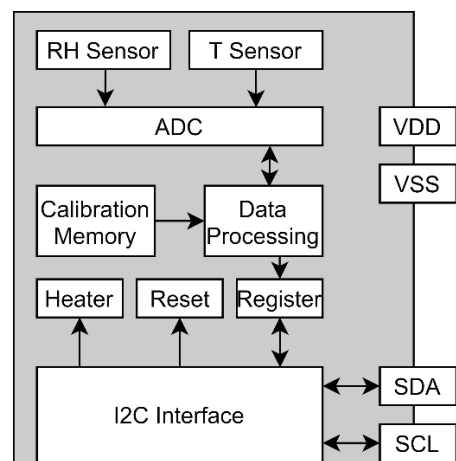 RH Sensor
T Sensor
ADC
VDD
VSS
Calibration
Memory
Data
Processing
Heater
Reset
Register
I2C Interface
SDA
SCL